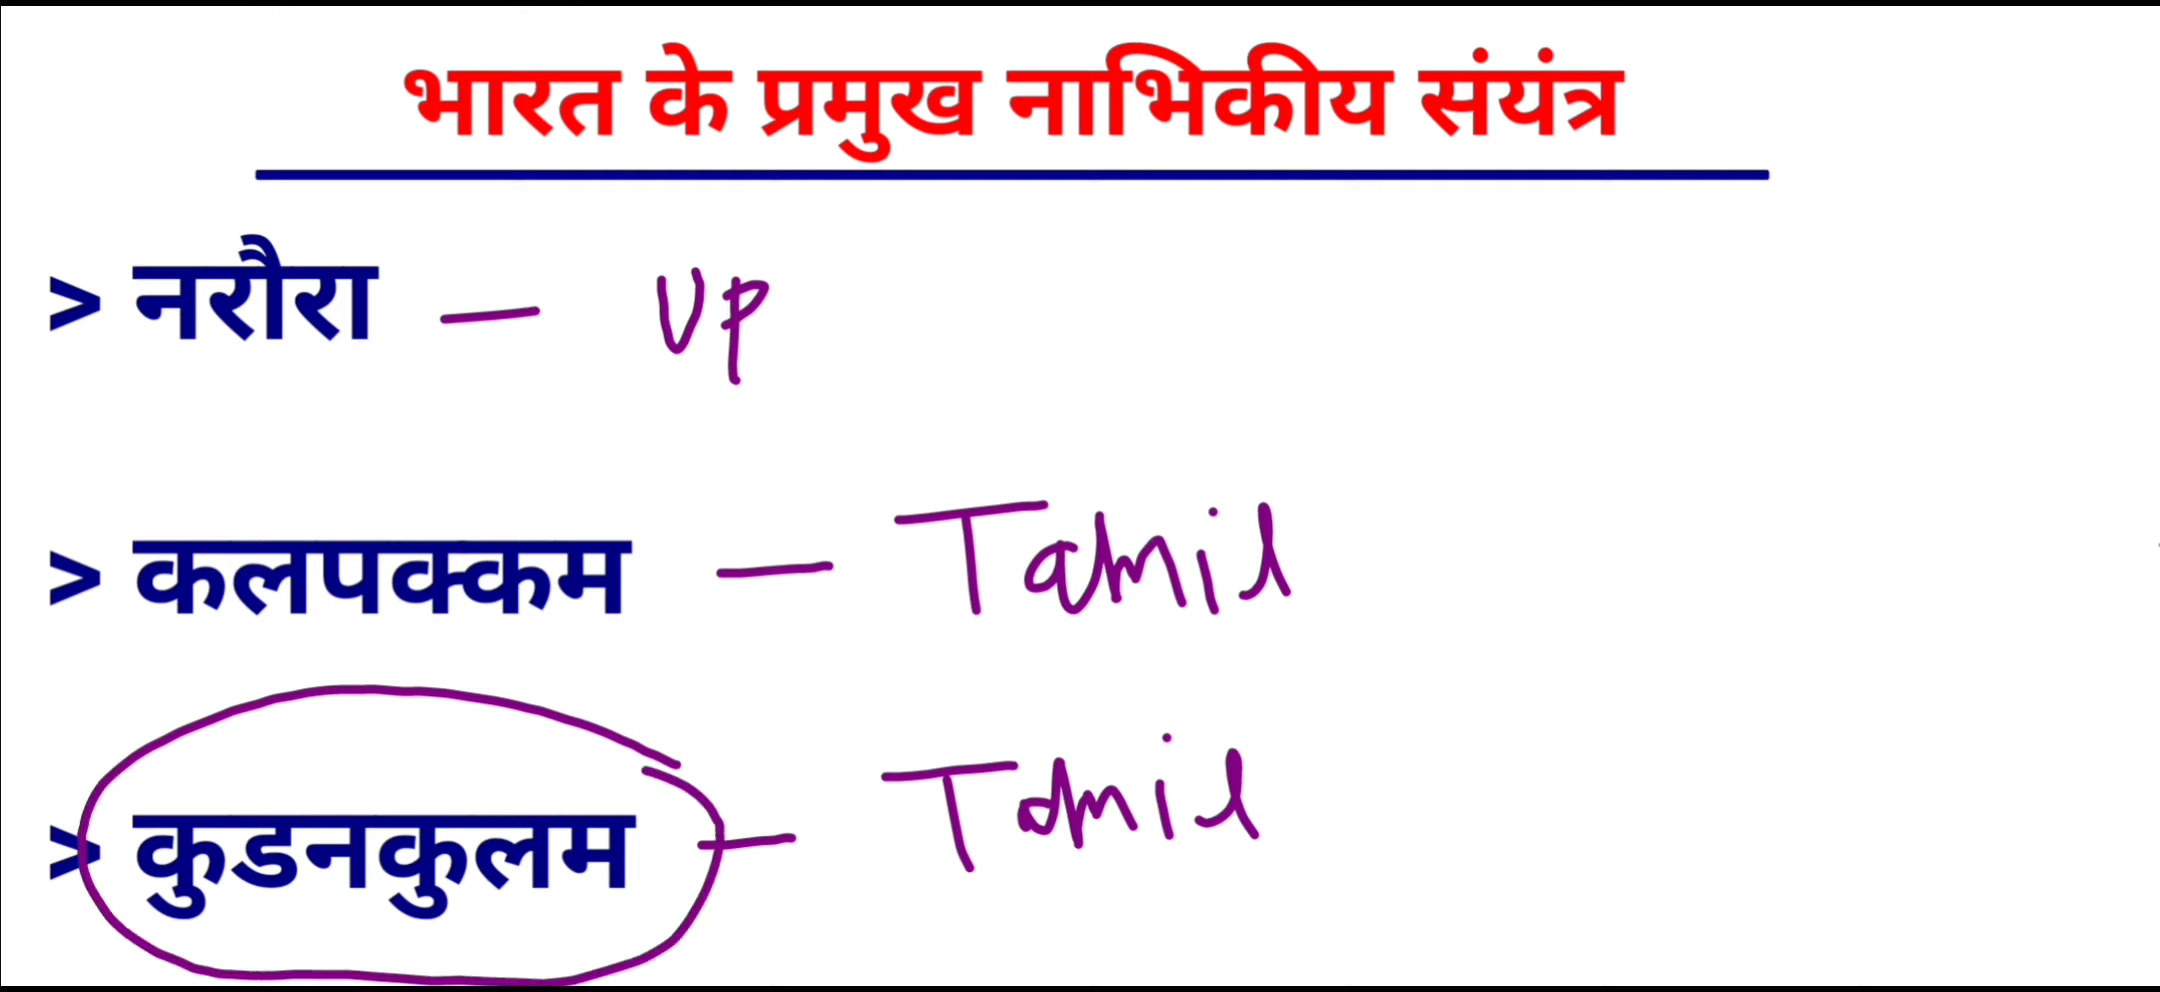 भारत के प्रमुख नाभिकीय संयंत्र
> नरौरा — UP
> कलपक्कम — Tamil
> कुडनकुलम — Tamil